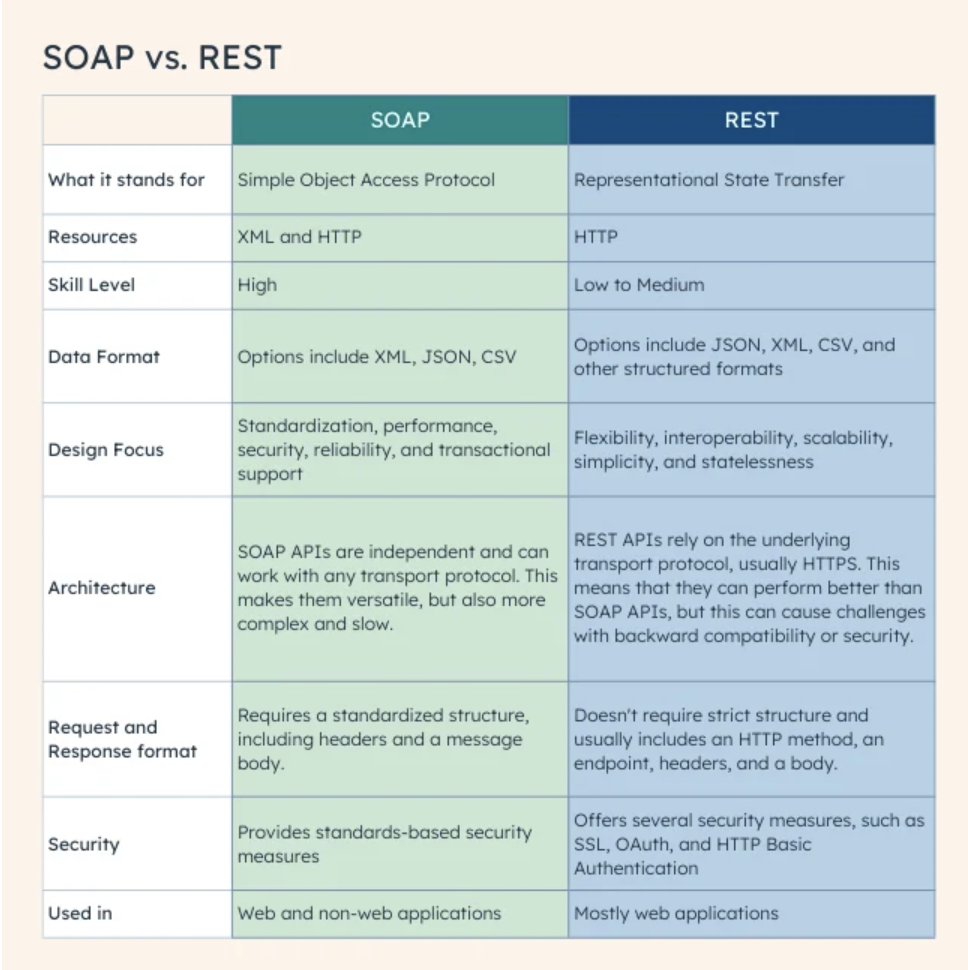 SOAP vs. REST
SOAP
REST
What it stands for
Simple Object Access Protocol
Representational State Transfer
Resources
XML and HTTP
HTTP
Skill Level
High
Low to Medium
Data Format
Options include XML, JSON, CSV
Options include JSON, XML, CSV, and
other structured formats
Design Focus
Standardization, performance,
security, reliability, and transactional
support
Flexibility, interoperability, scalability,
simplicity, and statelessness
Architecture
SOAP APIs are independent and can
work with any transport protocol. This
makes them versatile, but also more
complex and slow.
REST APIs rely on the underlying
transport protocol, usually HTTPS. This
means that they can perform better than
SOAP APIs, but this can cause challenges
with backward compatibility or security.
Request and
Response format
Requires a standardized structure,
including headers and a message
body.
Doesn't require strict structure and
usually includes an HTTP method, an
endpoint, headers, and a body.
Security
Provides standards-based security
measures
Offers several security measures, such as
SSL, OAuth, and HTTP Basic
Authentication
Used in
Web and non-web applications
Mostly web applications